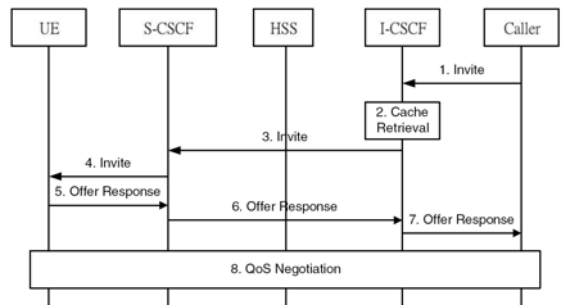 UE S-CSCF HSS I-CSCF Caller
1. Invite
2. Cache
Retrieval
3. Invite
4. Invite
5. Offer Response
6. Offer Response
7. Offer Response
8. QoS Negotiation